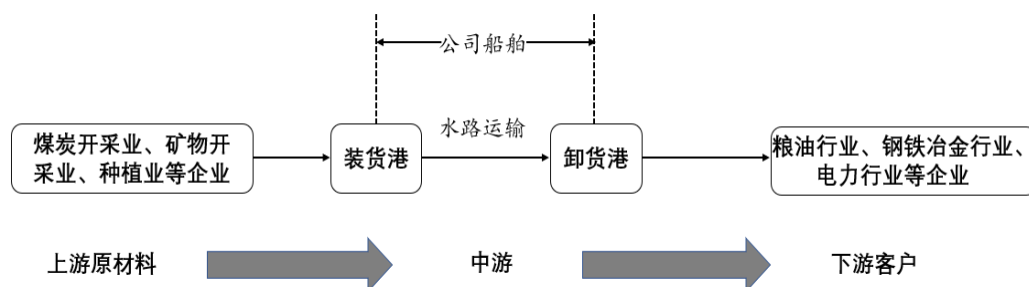 公司船舶
水路运输
煤炭开采业、矿物开
采业、种植业等企业
装货港
卸货港
粮油行业、钢铁冶金行业、
电力行业等企业
上游原材料
中游
下游客户